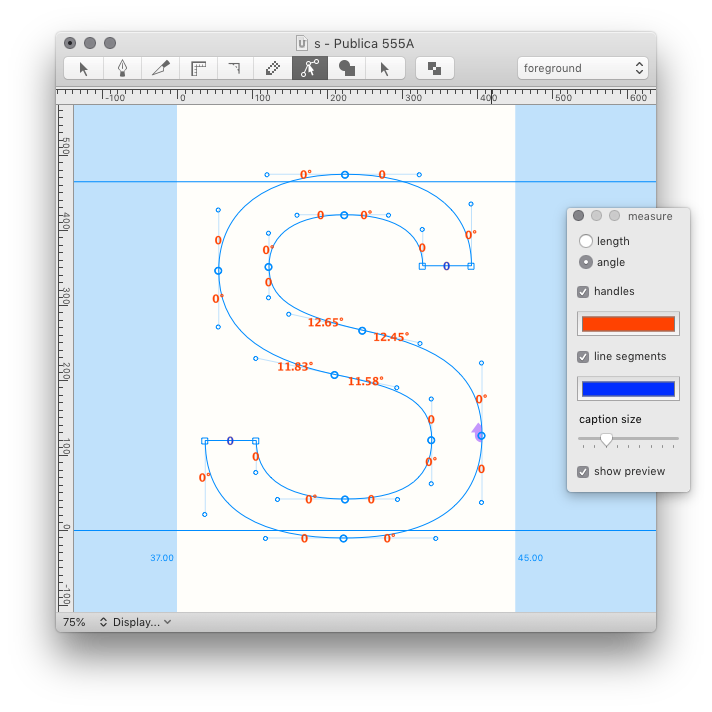 s - Publica 555A
foreground
-100 0 100 200 300 400 500 600
500
400
300
200
100
0
-100
0° 0
0 0°
0 0° 0 0°
0 0
0° 0
12.65° 12.45°
11.83° 11.58°
0°
0 0
0 0° 0
0°
0° 0
0 0°
37.00 45.00
75% Display...
measure
length
angle
handles
line segments
caption size
show preview